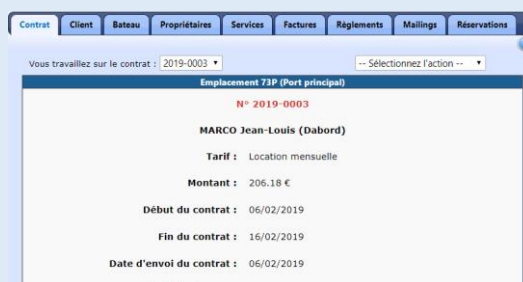 Contrat Client Bateau Propriétaires Services Factures Règlements Mailings Réservations
Vous travaillez sur le contrat : 2019-0003 -- Sélectionnez l'action --
Emplacement 73P (Port principal)
N° 2019-0003
MARCO Jean-Louis (Dabord)
Tarif : Location mensuelle
Montant : 206.18 €
Début du contrat : 06/02/2019
Fin du contrat : 16/02/2019
Date d'envoi du contrat : 06/02/2019